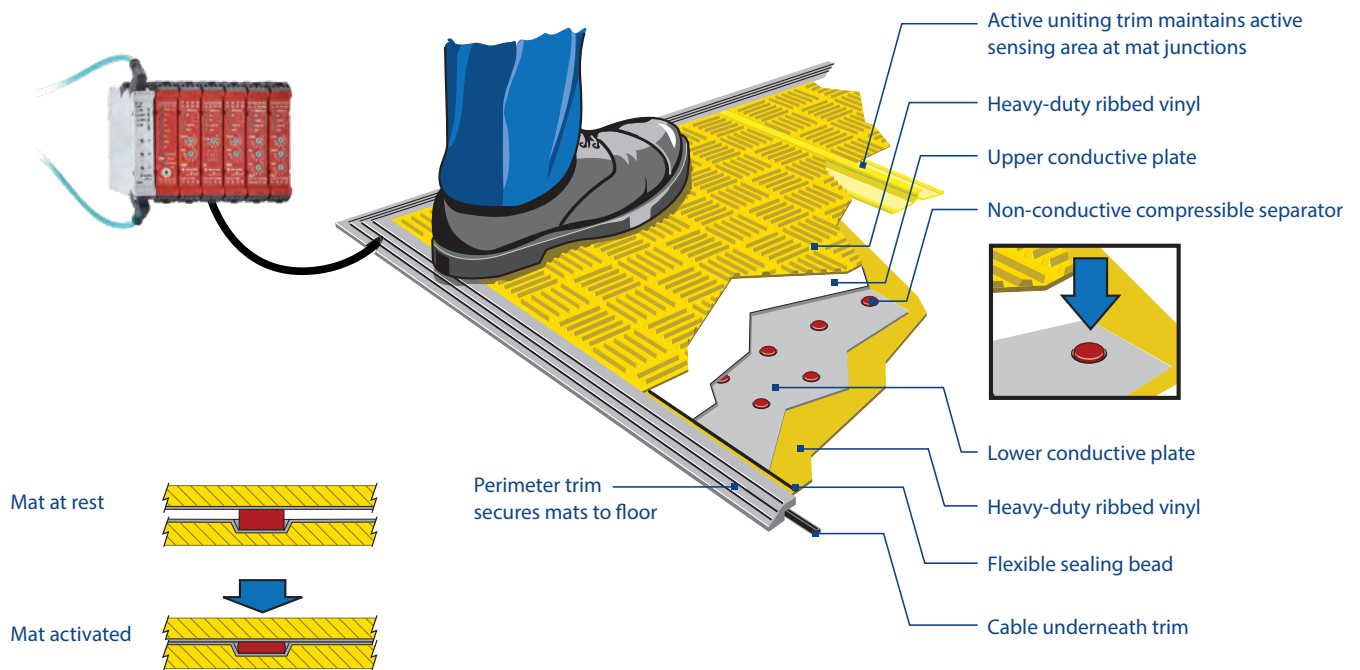 Active uniting trim maintains active
sensing area at mat junctions
Heavy-duty ribbed vinyl
Upper conductive plate
Non-conductive compressible separator
Lower conductive plate
Heavy-duty ribbed vinyl
Flexible sealing bead
Cable underneath trim
Perimeter trim
secures mats to floor
Mat at rest
Mat activated